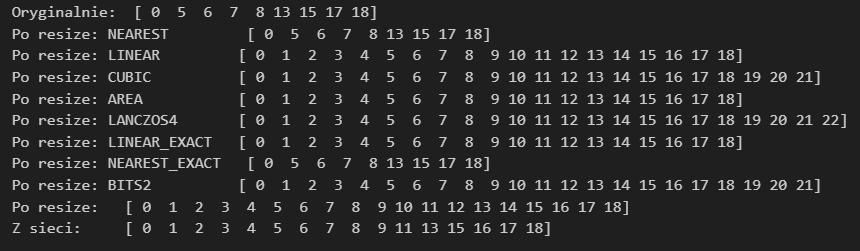 Oryginalnie:  [ 0  5  6  7  8 13 15 17 18]
Po resize: NEAREST         [ 0  5  6  7  8 13 15 17 18]
Po resize: LINEAR         [ 0  1  2  3  4  5  6  7  8  9 10 11 12 13 14 15 16 17 18]
Po resize: CUBIC          [ 0  1  2  3  4  5  6  7  8  9 10 11 12 13 14 15 16 17 18 19 20 21]
Po resize: AREA           [ 0  1  2  3  4  5  6  7  8  9 10 11 12 13 14 15 16 17 18]
Po resize: LANCZOS4       [ 0  1  2  3  4  5  6  7  8  9 10 11 12 13 14 15 16 17 18 19 20 21 22]
Po resize: LINEAR_EXACT   [ 0  1  2  3  4  5  6  7  8  9 10 11 12 13 14 15 16 17 18]
Po resize: NEAREST_EXACT   [ 0  5  6  7  8 13 15 17 18]
Po resize: BITS2          [ 0  1  2  3  4  5  6  7  8  9 10 11 12 13 14 15 16 17 18 19 20 21]
Po resize:   [ 0  1  2  3  4  5  6  7  8  9 10 11 12 13 14 15 16 17 18]
Z sieci:     [ 0  1  2  3  4  5  6  7  8  9 11 13 15 16 17 18]